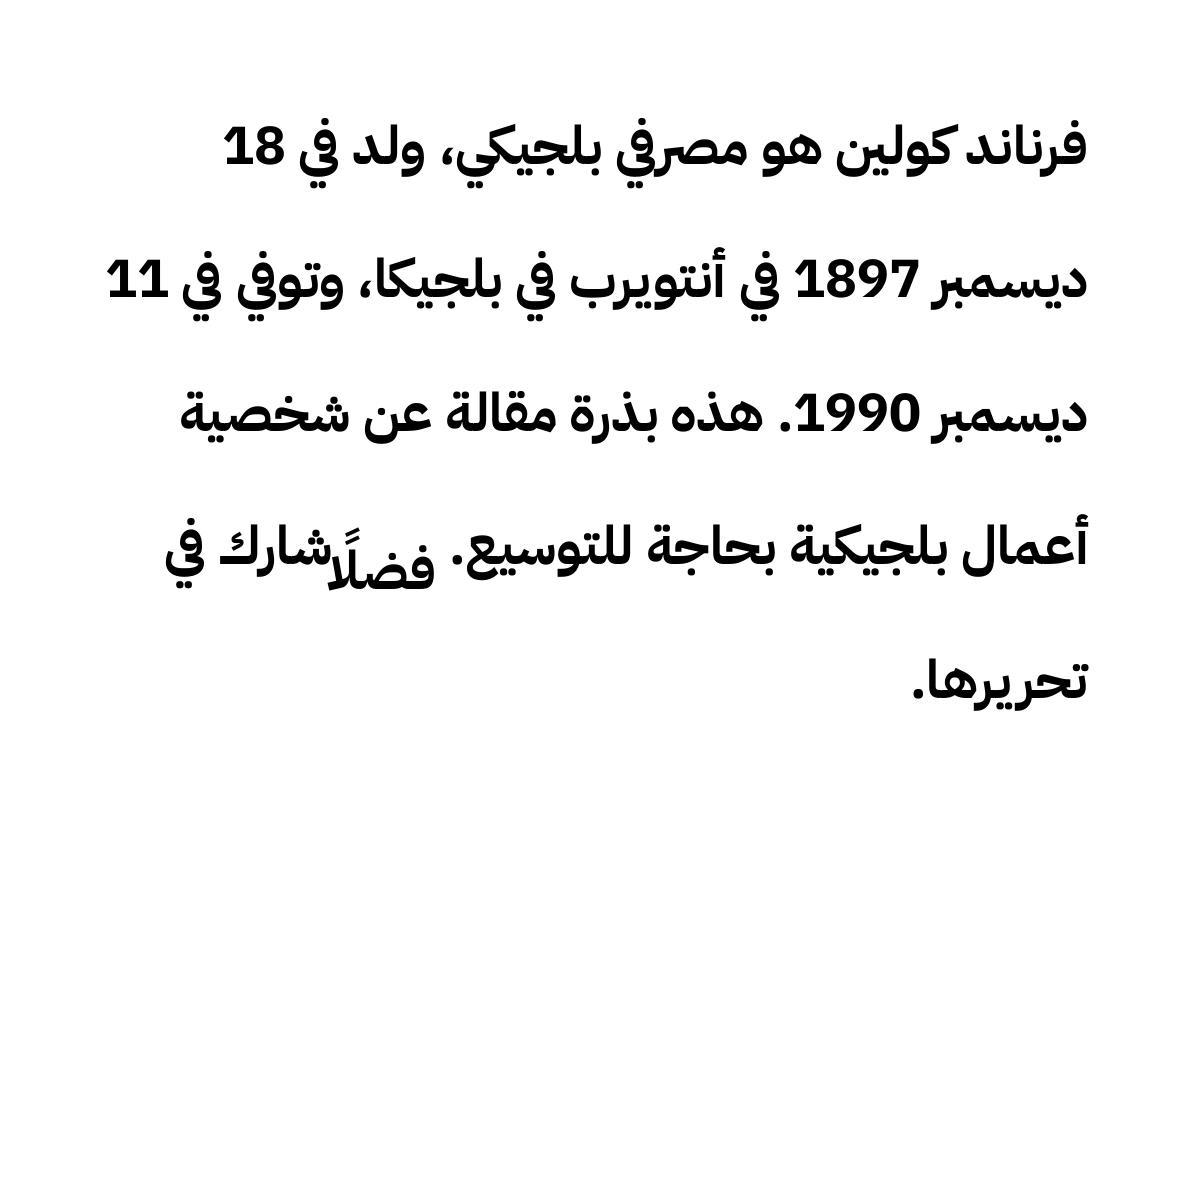 فرناند كولين هو مصرفي بلجيكي، ولد في 18
ديسمبر 1897 في أنتويرب في بلجيكا، وتوفي في 11
ديسمبر 1990. هذه بذرة مقالة عن شخصية
أعمال بلجيكية بحاجة للتوسيع. فضلًا شارك في
تحريرها.